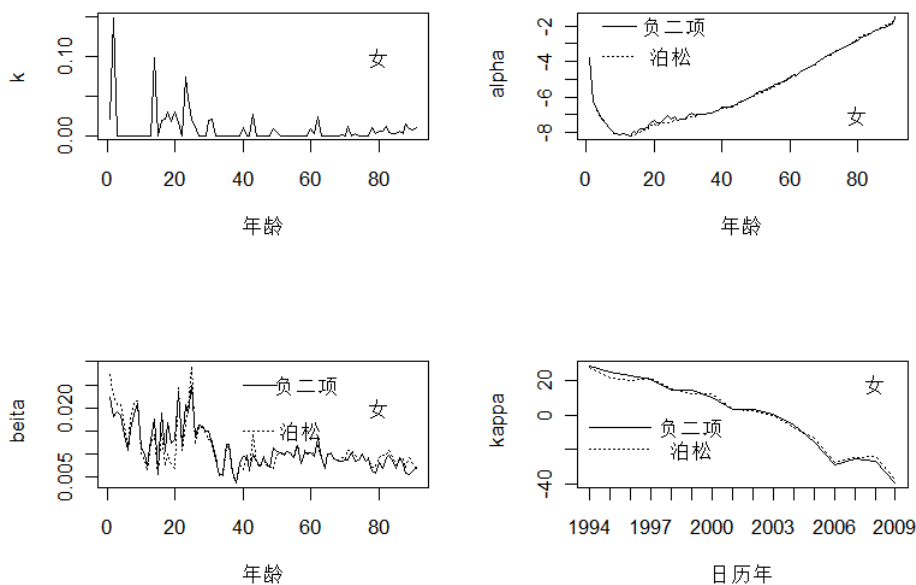 k
0.00 0.10
女
0 20 40 60 80
年龄
alpha
-8 -6 -4 -2
负二项
泊松
女
0 20 40 60 80
年龄
beita
0.005 0.020
负二项
泊松
女
0 20 40 60 80
年龄
kappa
-40 0 20
女
负二项
泊松
1994 1997 2000 2003 2006 2009
日历年